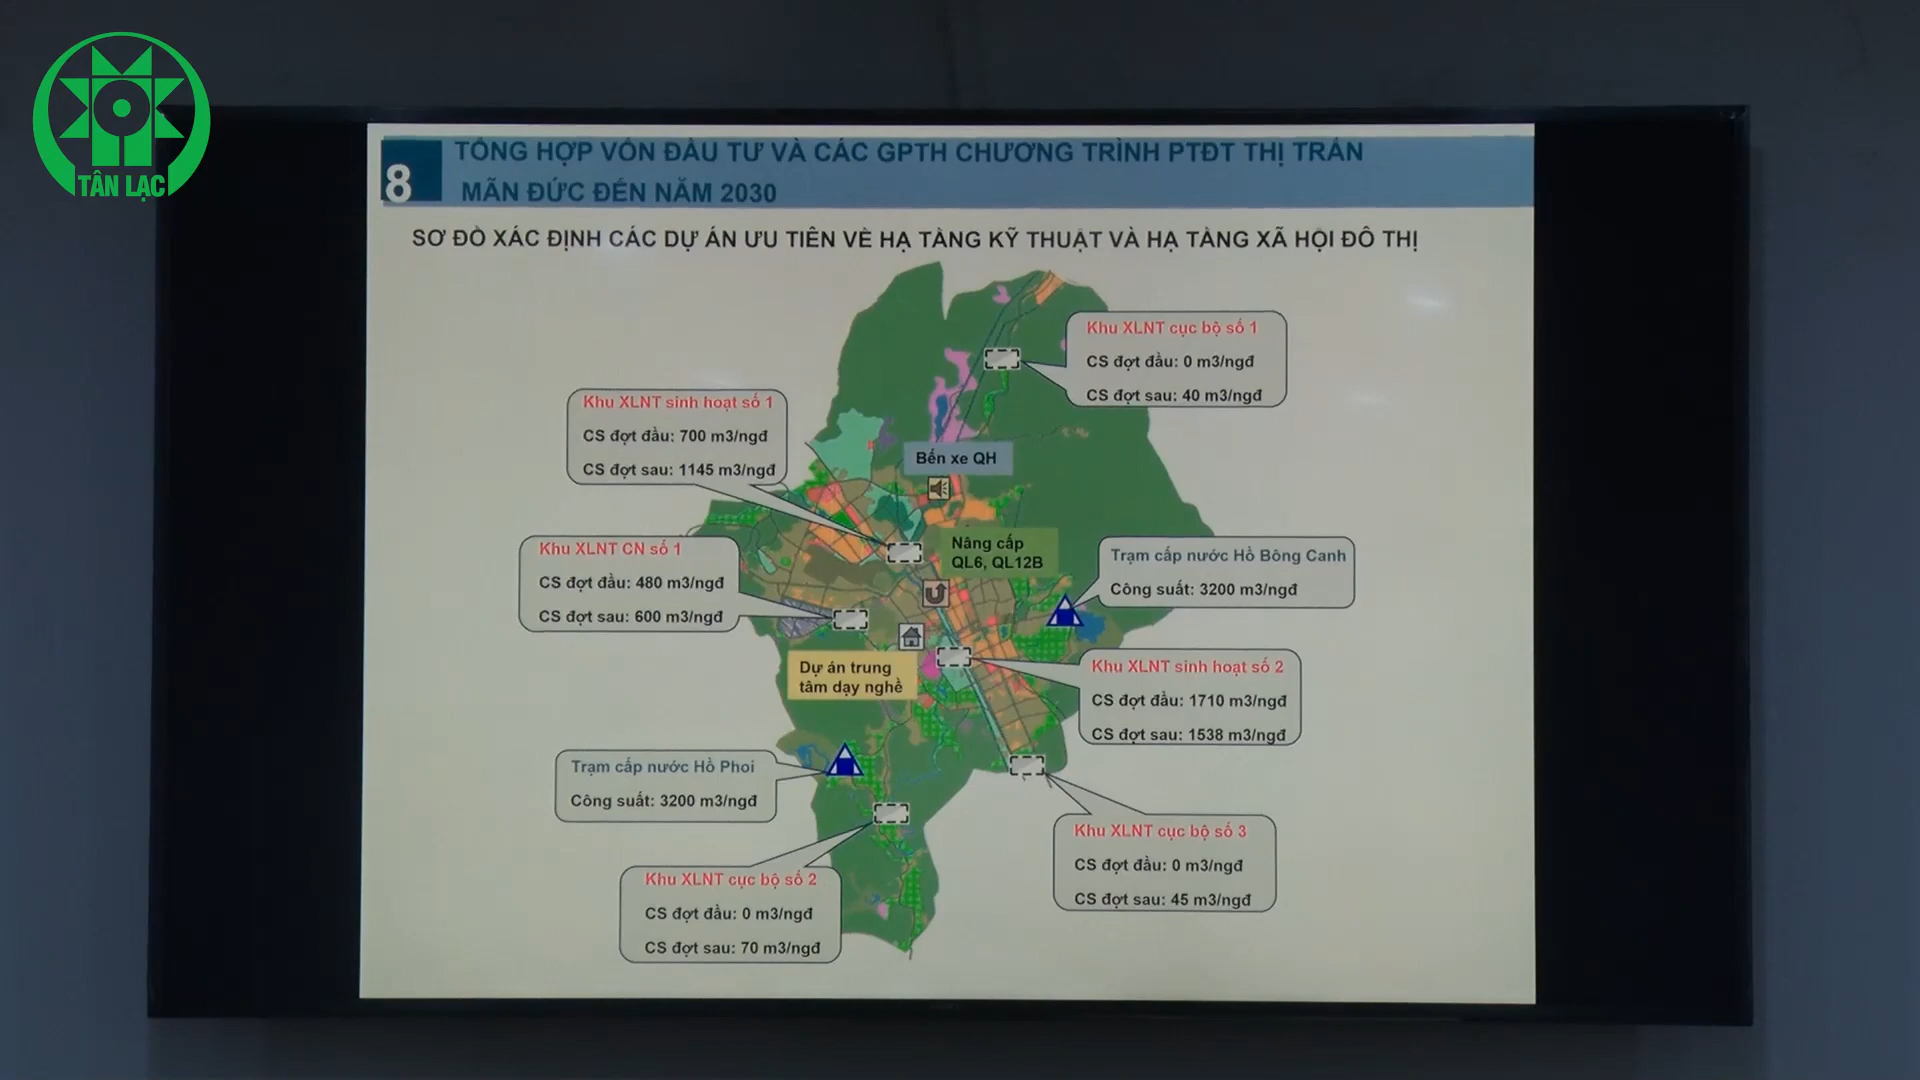 TÂN LẠC
8
TỔNG HỢP VỐN ĐẦU TƯ VÀ CÁC GPTH CHƯƠNG TRÌNH PTĐT THỊ TRẤN
MÃN ĐỨC ĐẾN NĂM 2030
SƠ ĐỒ XÁC ĐỊNH CÁC DỰ ÁN ƯU TIÊN VỀ HẠ TẦNG KỸ THUẬT VÀ HẠ TẦNG XÃ HỘI ĐÔ THỊ
Khu XLNT cục bộ số 1
CS đợt đầu: 0 m3/ngđ
CS đợt sau: 40 m3/ngđ
Khu XLNT sinh hoạt số 1
CS đợt đầu: 700 m3/ngđ
CS đợt sau: 1145 m3/ngđ
Bến xe QH
Khu XLNT CN số 1
CS đợt đầu: 480 m3/ngđ
CS đợt sau: 600 m3/ngđ
Nâng cấp
QL6, QL12B
Trạm cấp nước Hồ Bông Canh
Công suất: 3200 m3/ngđ
Dự án trung
tâm dạy nghề
Khu XLNT sinh hoạt số 2
CS đợt đầu: 1710 m3/ngđ
CS đợt sau: 1538 m3/ngđ
Trạm cấp nước Hồ Phoi
Công suất: 3200 m3/ngđ
Khu XLNT cục bộ số 3
CS đợt đầu: 0 m3/ngđ
CS đợt sau: 45 m3/ngđ
Khu XLNT cục bộ số 2
CS đợt đầu: 0 m3/ngđ
CS đợt sau: 70 m3/ngđ